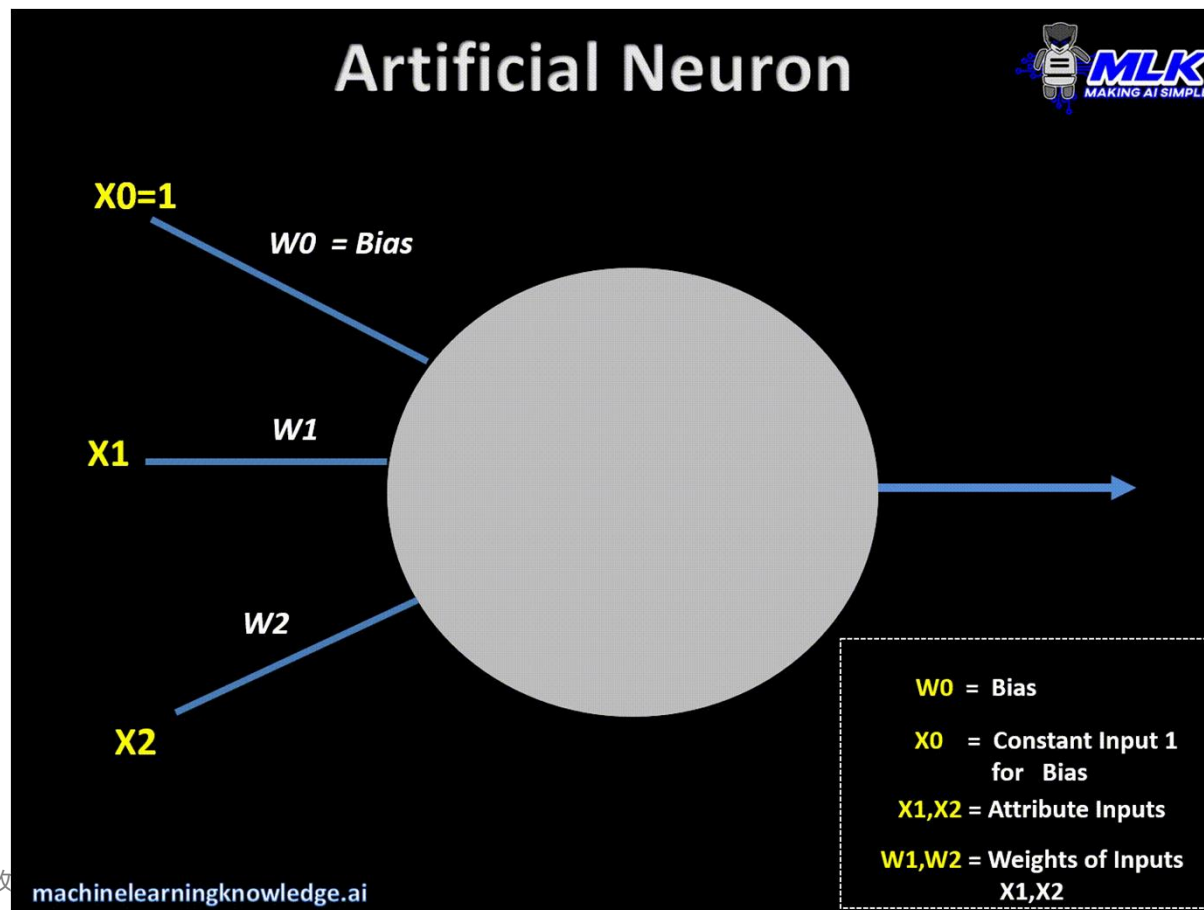 Artificial Neuron
MLK
MAKING AI SIMPLE
X0=1
W0 = Bias
W1
X1
W2
X2
W0 = Bias
X0 = Constant Input 1
for Bias
X1,X2 = Attribute Inputs
W1,W2 = Weights of Inputs
X1,X2
machinelearningknowledge.ai